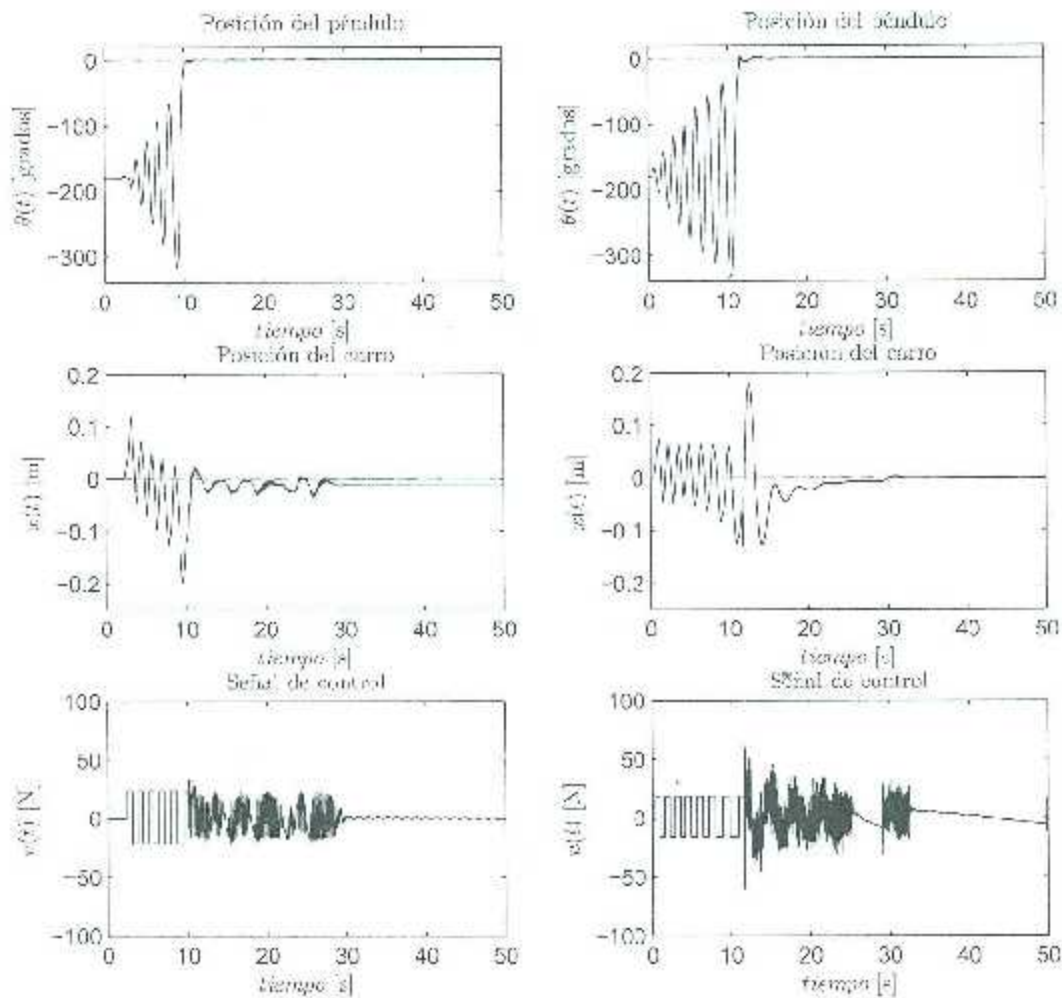 Posición del péndulo
0
−100
−200
−300
θ(t) [grados]
0 10 20 30 40 50
tiempo [s]
Posición del péndulo
0
−100
−200
−300
θ(t) [grados]
0 10 20 30 40 50
tiempo [s]
Posición del carro
0.2
0.1
0
−0.1
−0.2
x(t) [m]
0 10 20 30 40 50
tiempo [s]
Posición del carro
0.2
0.1
0
−0.1
−0.2
x(t) [m]
0 10 20 30 40 50
tiempo [s]
Señal de control
100
50
0
−50
−100
[N]
0 10 20 30 40 50
tiempo [s]
Señal de control
100
50
0
−50
−100
[N]
0 10 20 30 40 50
tiempo [s]